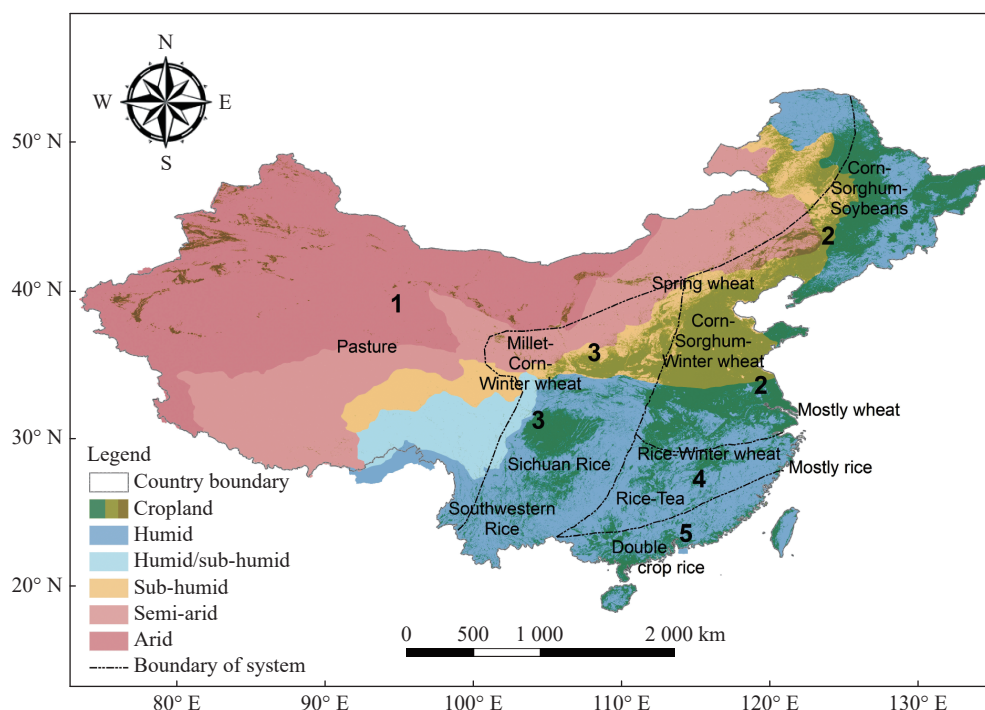 N
W
E
S
50° N
40° N
30° N
20° N
Corn-
Sorghum-
Soybeans
2
Spring wheat
1
Pasture
Millet-
Corn-
Winter wheat
3
Corn-
Sorghum-
Winter wheat
2
Mostly wheat
3
Sichuan Rice
Rice-Winter wheat
Mostly rice
4
Rice-Tea
Southwestern
Rice
5
Double
crop rice
Legend
Country boundary
Cropland
Humid
Humid/sub-humid
Sub-humid
Semi-arid
Arid
Boundary of system
0 500 1 000 2 000 km
80° E 90° E 100° E 110° E 120° E 130° E